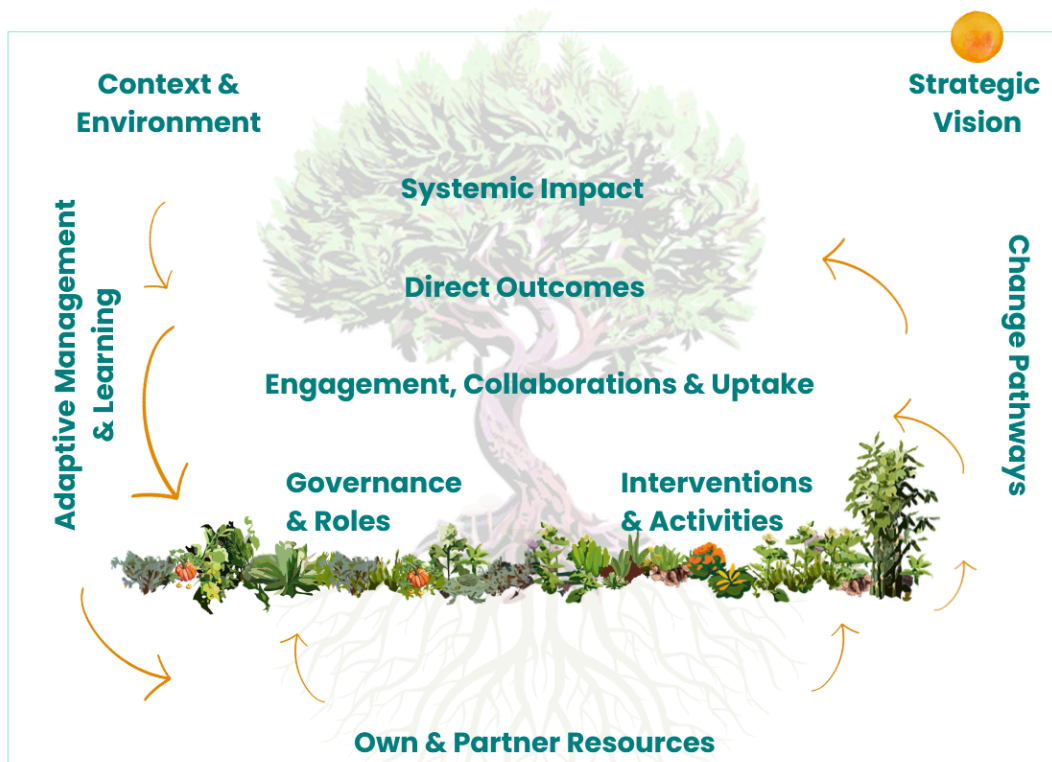 Context &
Environment
Strategic
Vision
Systemic Impact
Adaptive Management
& Learning
Direct Outcomes
Change Pathways
Engagement, Collaborations & Uptake
Governance
& Roles
Interventions
& Activities
Own & Partner Resources